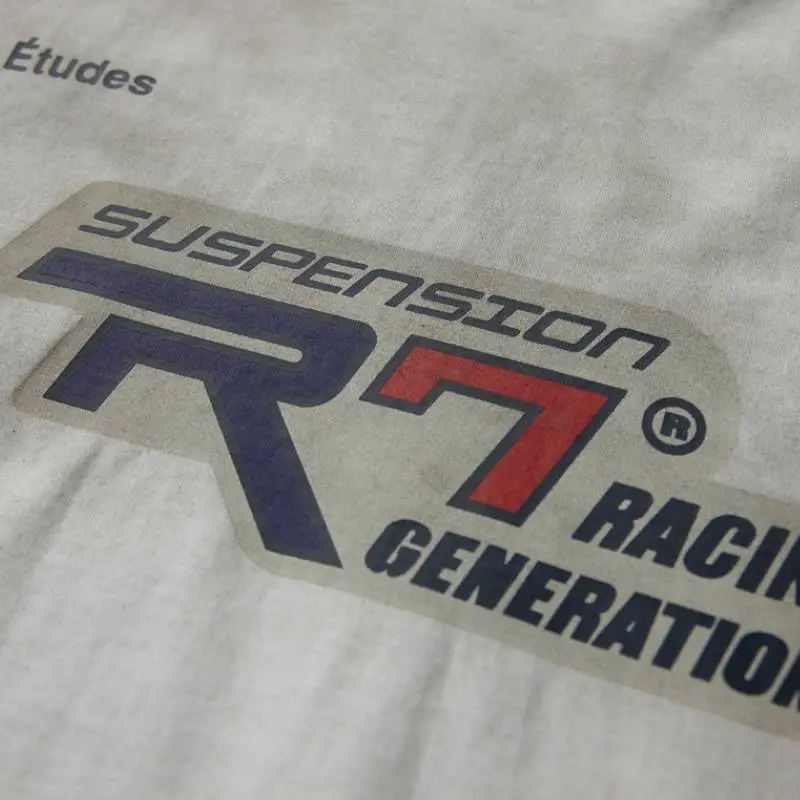 Études
SUSPENSION
R7®
RACIN
GENERATION